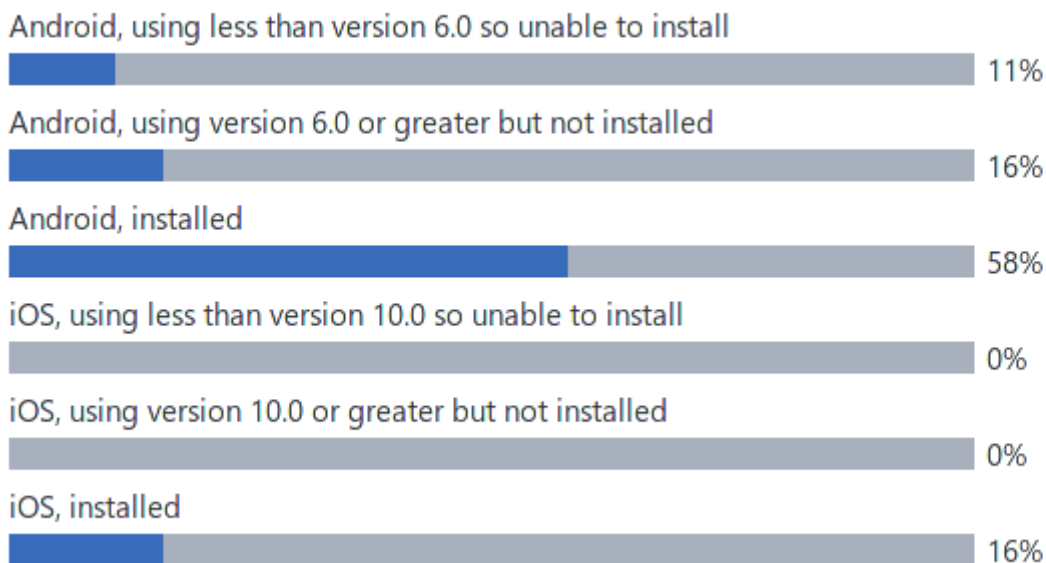 Android, using less than version 6.0 so unable to install
11%
Android, using version 6.0 or greater but not installed
16%
Android, installed
58%
iOS, using less than version 10.0 so unable to install
0%
iOS, using version 10.0 or greater but not installed
0%
iOS, installed
16%